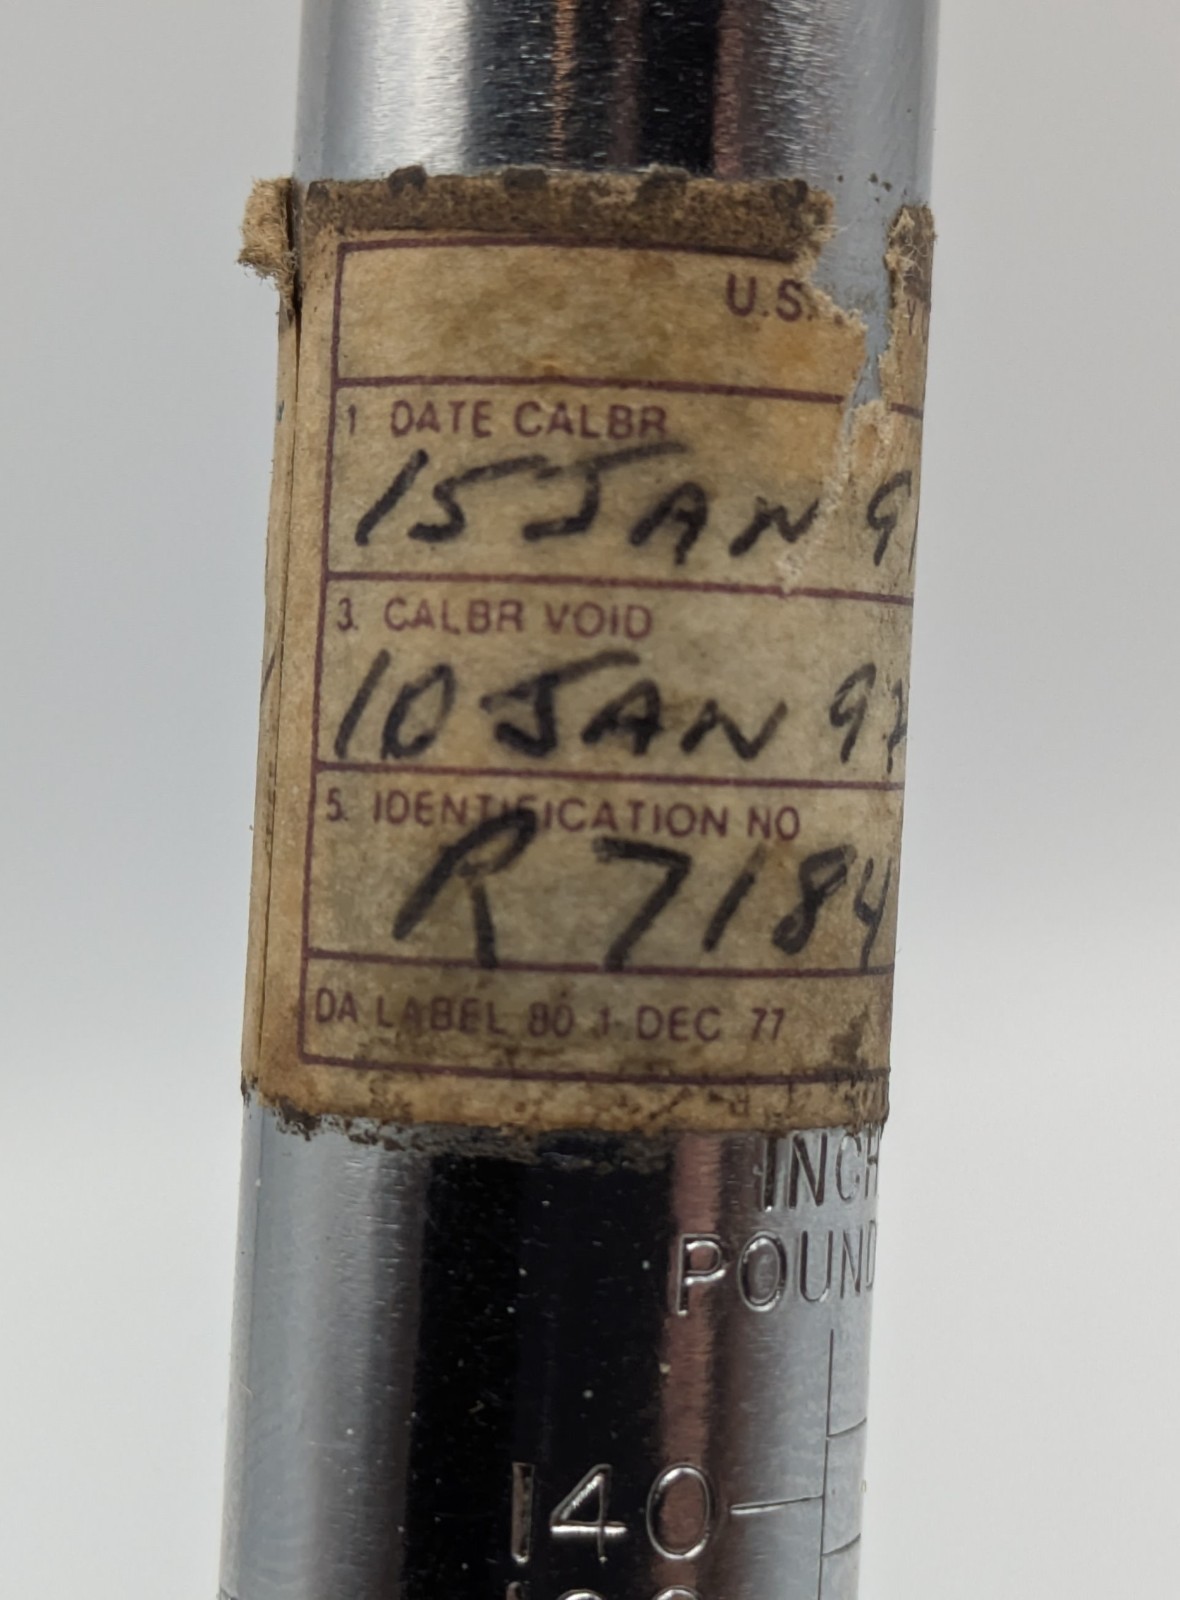 U.S.
1 DATE CALBR
15 JAN 9
3. CALBR VOID
10 JAN 97
5. IDENTIFICATION NO
R 7184
DA LABEL 80 1 DEC 77
INCH
POUND
140